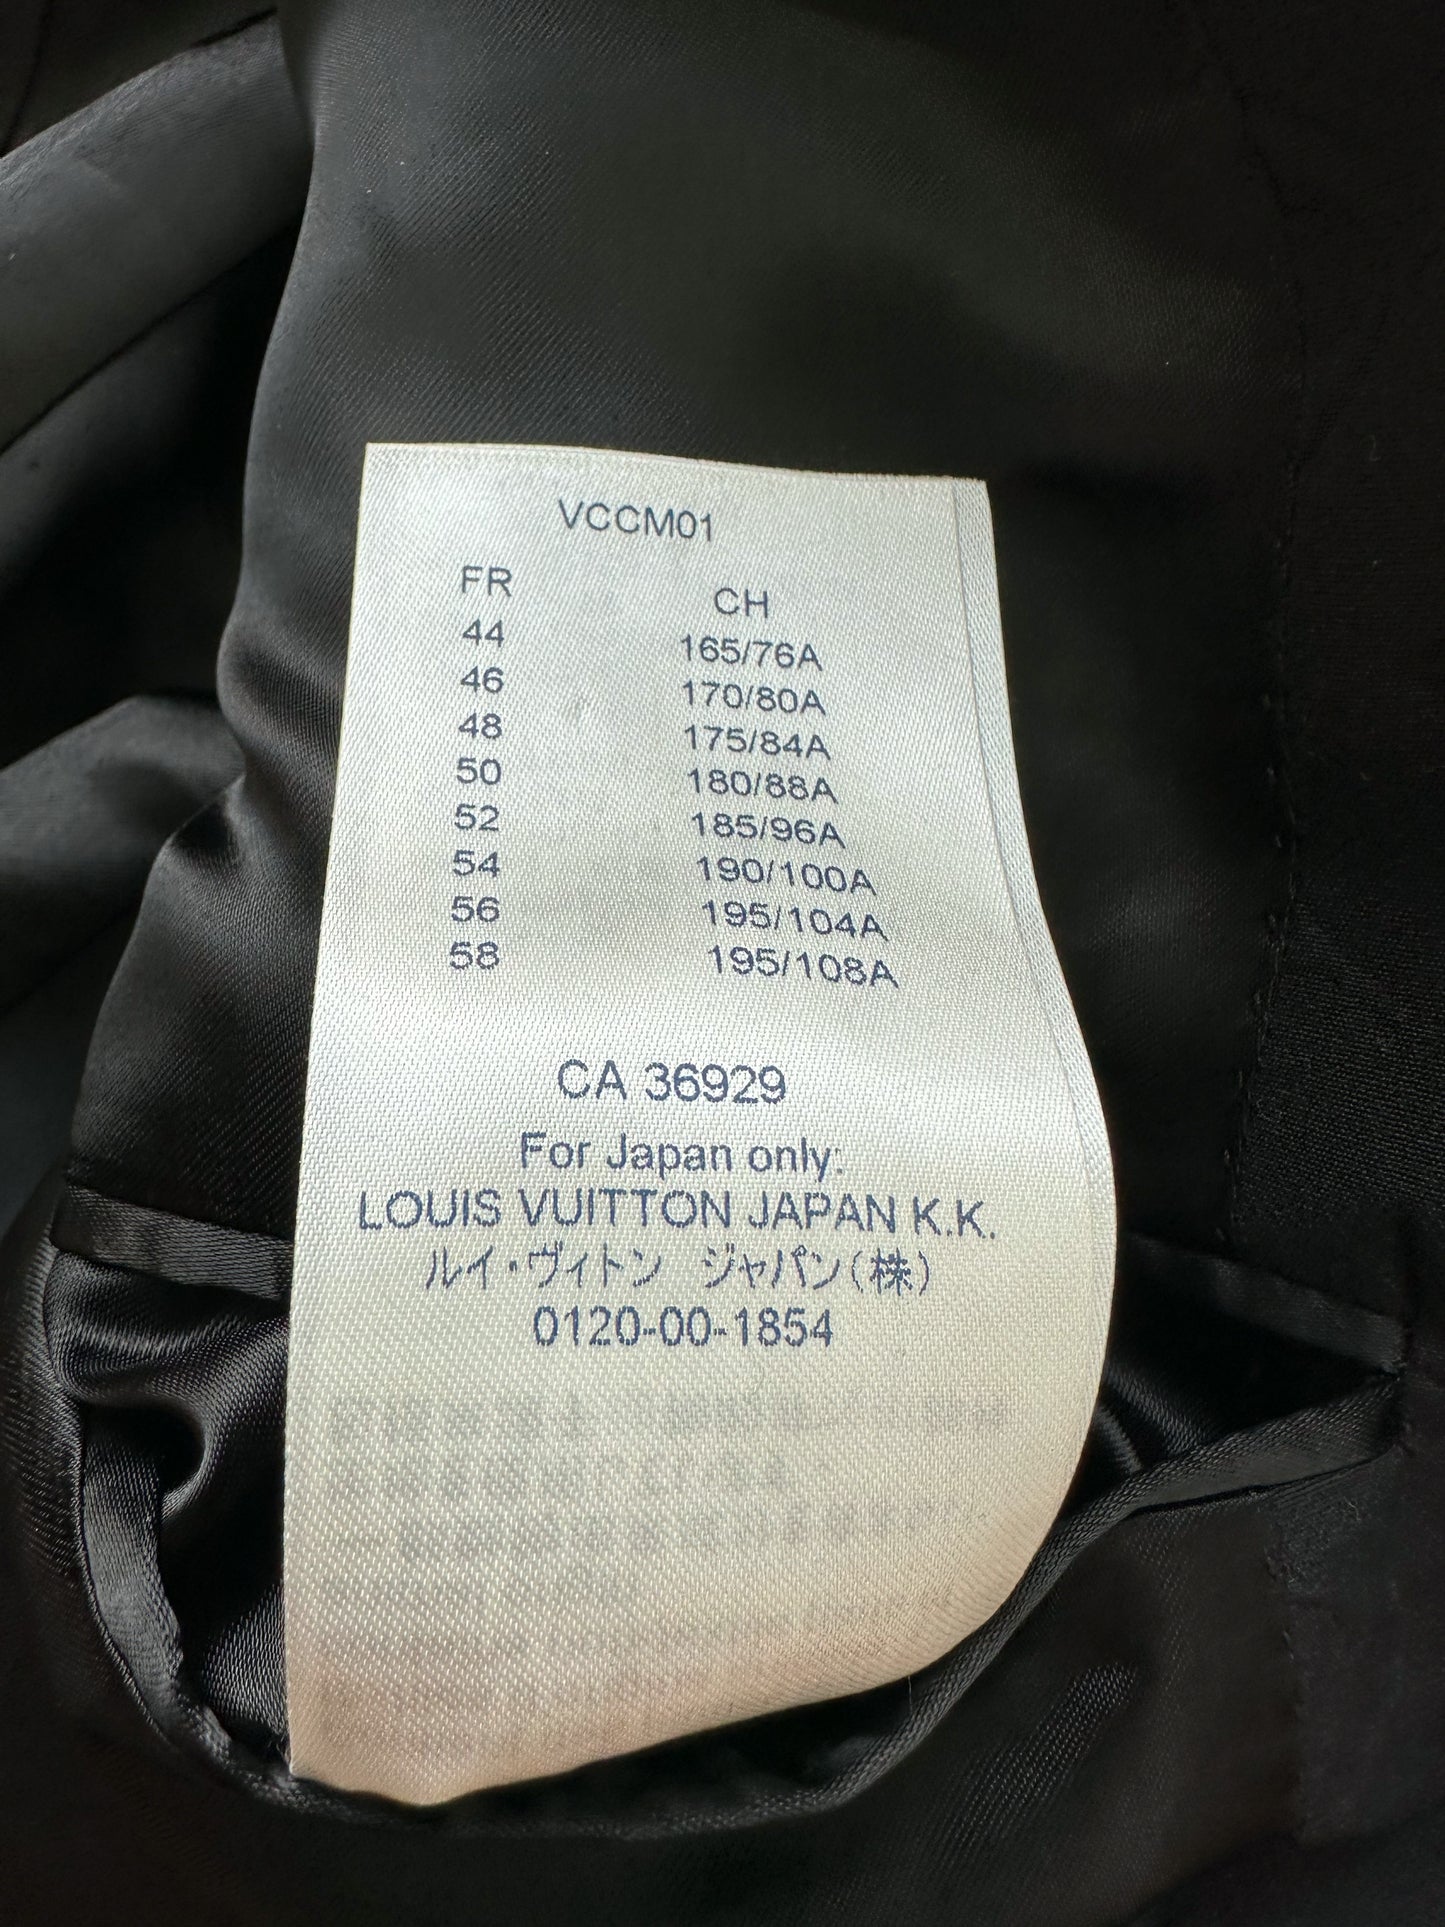 VCCM01
FR CH
44 165/76A
46 170/80A
48 175/84A
50 180/88A
52 185/96A
54 190/100A
56 195/104A
58 195/108A
CA 36929
For Japan only:
LOUIS VUITTON JAPAN K.K.
ルイ・ヴィトン ジャパン(株)
0120-00-1854